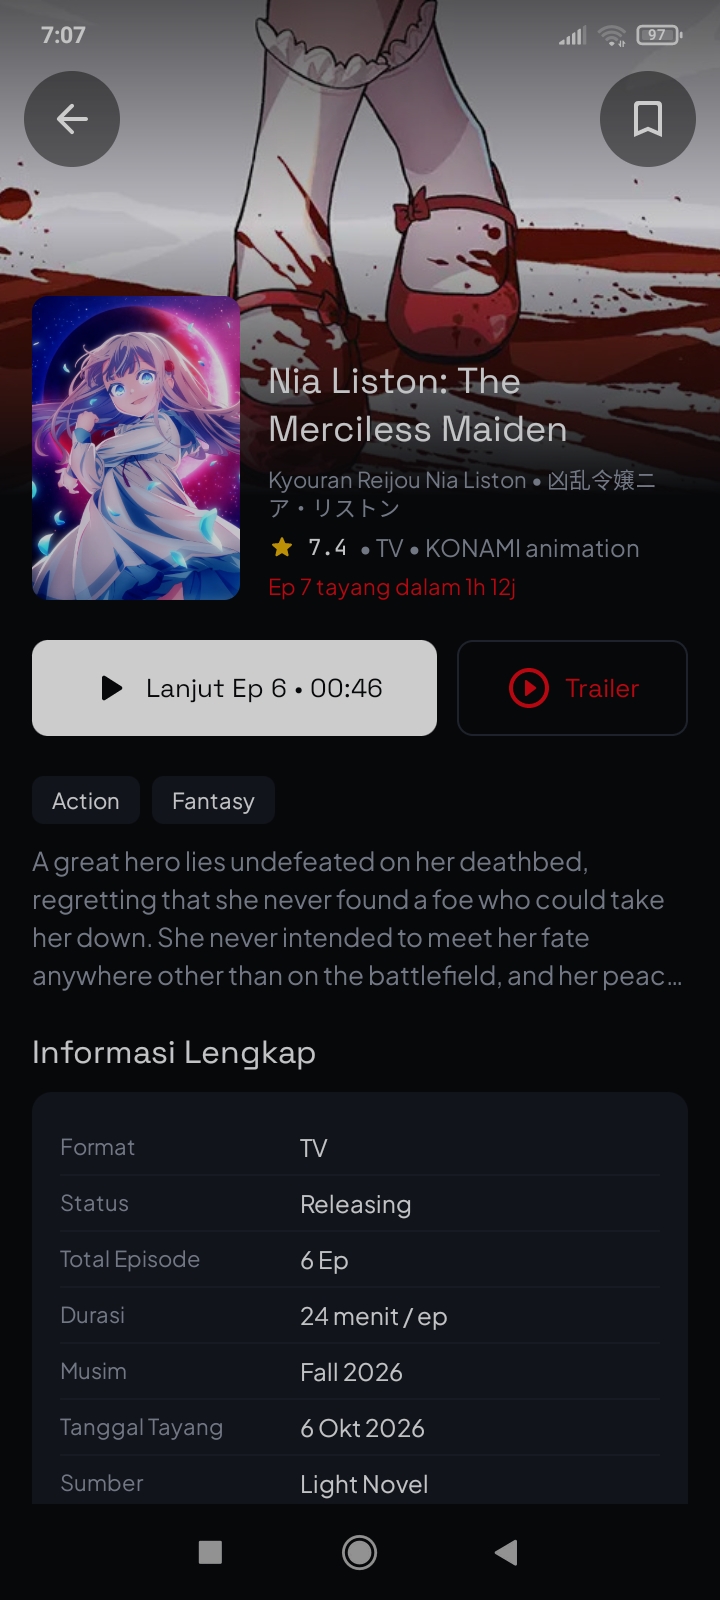 7:07
97
Nia Liston: The
Merciless Maiden
Kyouran Reijou Nia Liston • 凶乱令嬢ニ
ア・リストン
7.4 • TV • KONAMI animation
Ep 7 tayang dalam 1h 12j
Lanjut Ep 6 • 00:46
Trailer
Action
Fantasy
A great hero lies undefeated on her deathbed,
regretting that she never found a foe who could take
her down. She never intended to meet her fate
anywhere other than on the battlefield, and her peac...
Informasi Lengkap
Format TV
Status Releasing
Total Episode 6 Ep
Durasi 24 menit / ep
Musim Fall 2026
Tanggal Tayang 6 Okt 2026
Sumber Light Novel